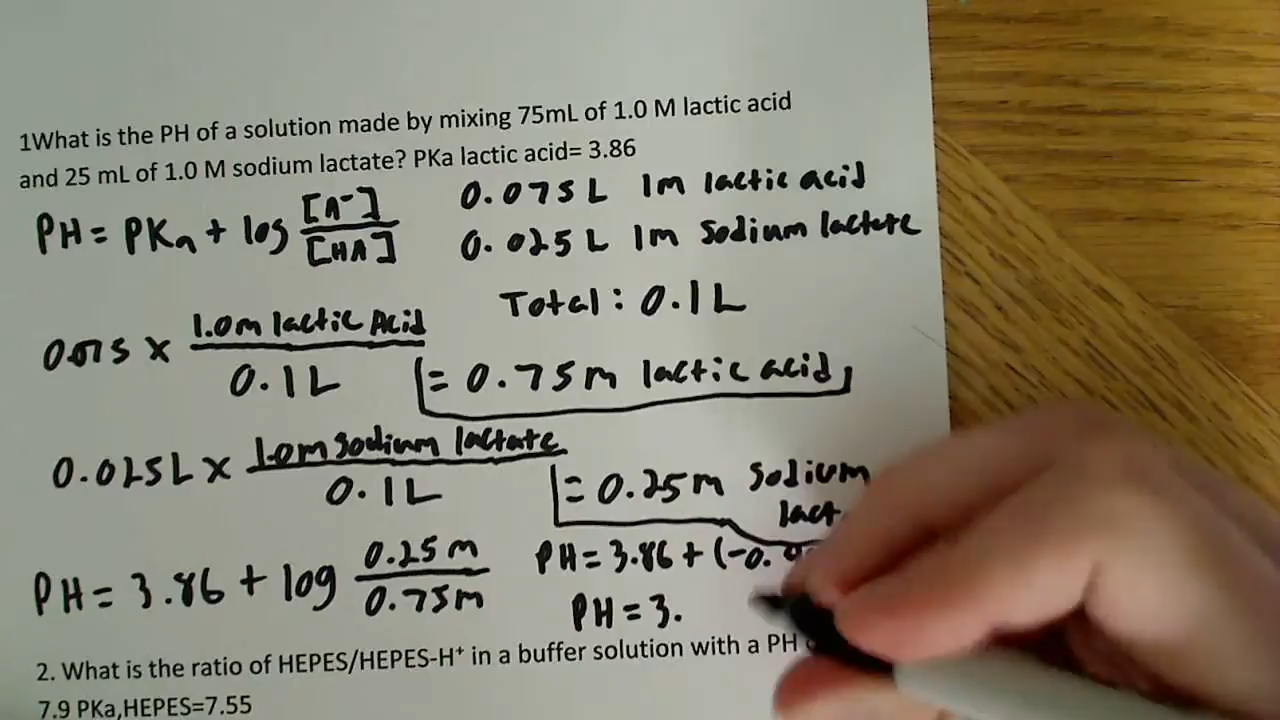 1What is the PH of a solution made by mixing 75mL of 1.0 M lactic acid
and 25 mL of 1.0 M sodium lactate? PKa lactic acid= 3.86
PH = PKa + log [A-]/[HA]
0.075 L 1m lactic acid
0.025 L 1m Sodium lactate
Total: 0.1 L
0.075 x 1.0m lactic Acid / 0.1 L
= 0.75m lactic acid
0.025L x 1.0m Sodium lactate / 0.1 L
= 0.25m Sodium
lact
PH = 3.86 + log 0.25 m / 0.75m
PH = 3.86 + (-0.
PH = 3.
2. What is the ratio of HEPES/HEPES-H⁺ in a buffer solution with a PH
7.9 PKa,HEPES=7.55